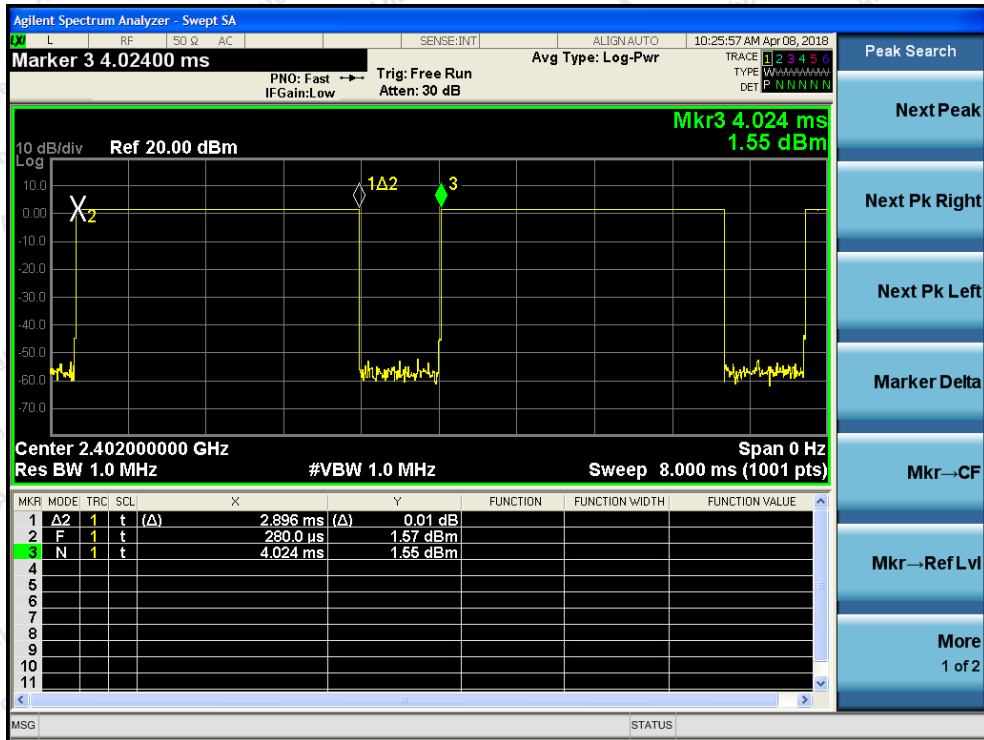 Agilent Spectrum Analyzer - Swept SA
LXI L RF 50 Ω AC SENSE:INT ALIGN AUTO 10:25:57 AM Apr 08, 2018
Marker 3 4.02400 ms
PNO: Fast
IFGain:Low
Trig: Free Run
Atten: 30 dB
Avg Type: Log-Pwr
TRACE 1 2 3 4 5 6
TYPE WWWWWW
DET P N N N N N
Peak Search
Next Peak
Next Pk Right
Next Pk Left
Marker Delta
Mkr→CF
Mkr→Ref Lvl
More
1 of 2
Mkr3 4.024 ms
1.55 dBm
10 dB/div Ref 20.00 dBm
Log
10.0
0.00
-10.0
-20.0
-30.0
-40.0
-50.0
-60.0
-70.0
2
1Δ2
3
Center 2.402000000 GHz Span 0 Hz
Res BW 1.0 MHz #VBW 1.0 MHz Sweep 8.000 ms (1001 pts)
MKR MODE TRC SCL X Y FUNCTION FUNCTION WIDTH FUNCTION VALUE
1 Δ2 1 t (Δ) 2.896 ms (Δ) 0.01 dB
2 F 1 t 280.0 µs 1.57 dBm
3 N 1 t 4.024 ms 1.55 dBm
4
5
6
7
8
9
10
11
MSG STATUS